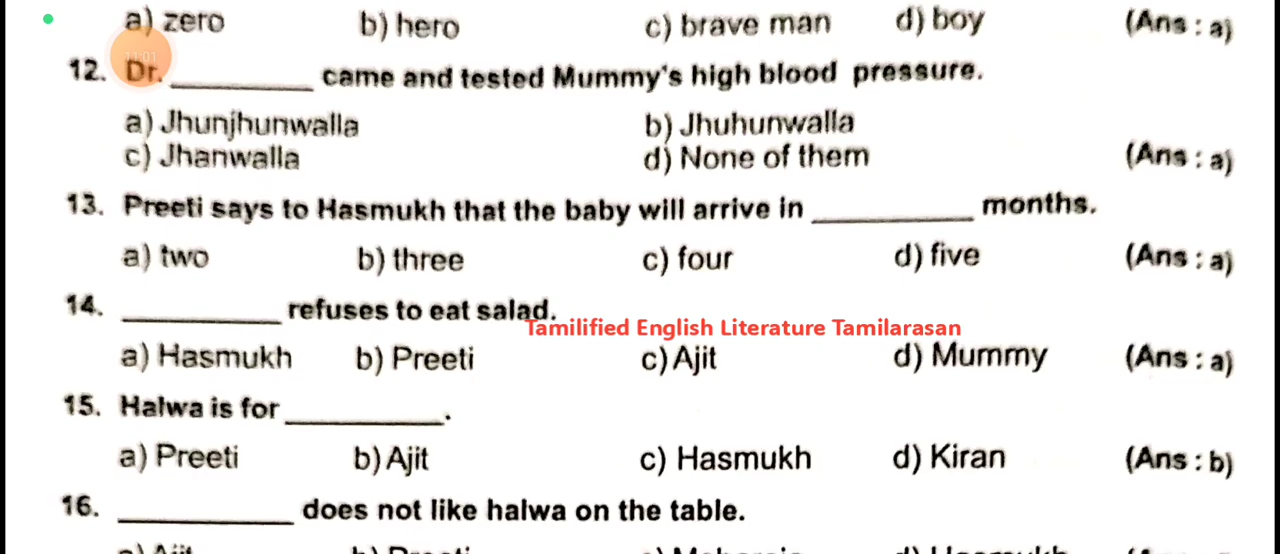 a) zero b) hero c) brave man d) boy (Ans : a)
11:01
12. Dr. __________ came and tested Mummy's high blood pressure.
a) Jhunjhunwalla b) Jhuhunwalla
c) Jhanwalla d) None of them (Ans : a)
13. Preeti says to Hasmukh that the baby will arrive in __________ months.
a) two b) three c) four d) five (Ans : a)
14. __________ refuses to eat salad.
Tamilified English Literature Tamilarasan
a) Hasmukh b) Preeti c) Ajit d) Mummy (Ans : a)
15. Halwa is for __________.
a) Preeti b) Ajit c) Hasmukh d) Kiran (Ans : b)
16. __________ does not like halwa on the table.